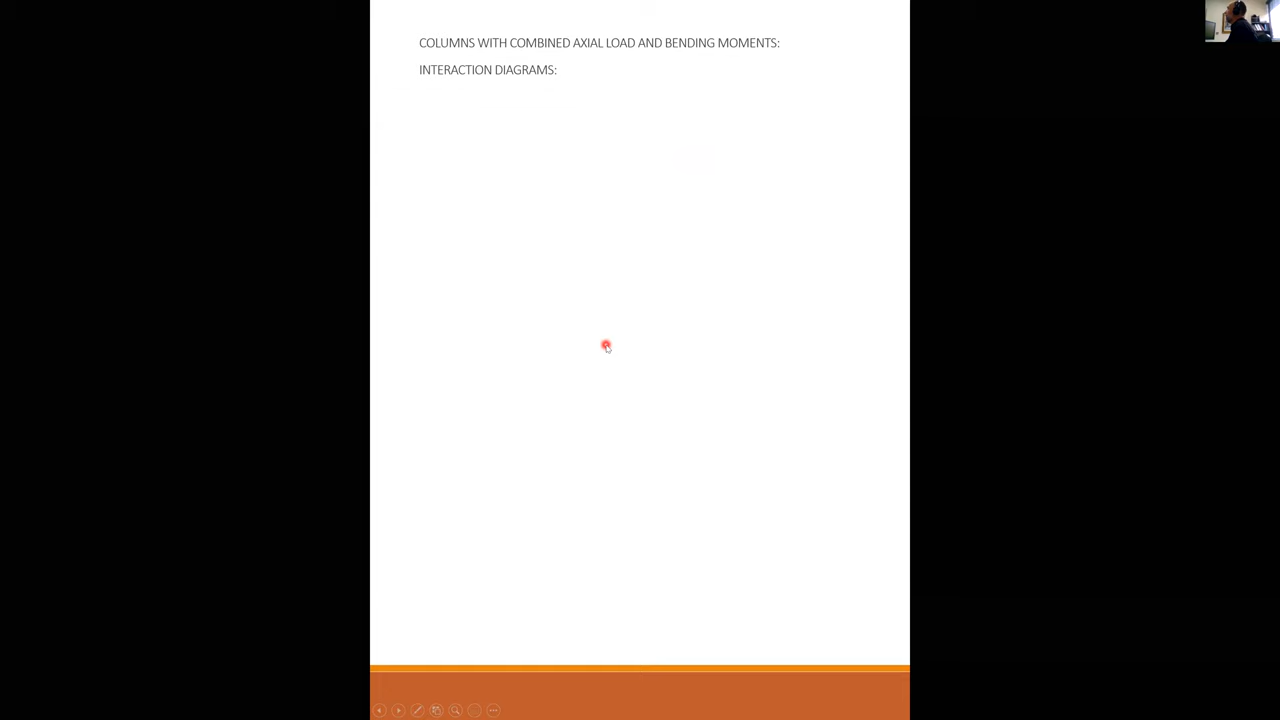 COLUMNS WITH COMBINED AXIAL LOAD AND BENDING MOMENTS:
INTERACTION DIAGRAMS: